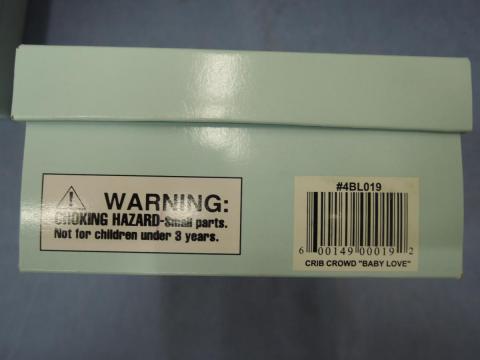 WARNING:
CHOKING HAZARD-Small parts.
Not for children under 3 years.
#4BL019
6 00149 00019 2
CRIB CROWD "BABY LOVE"